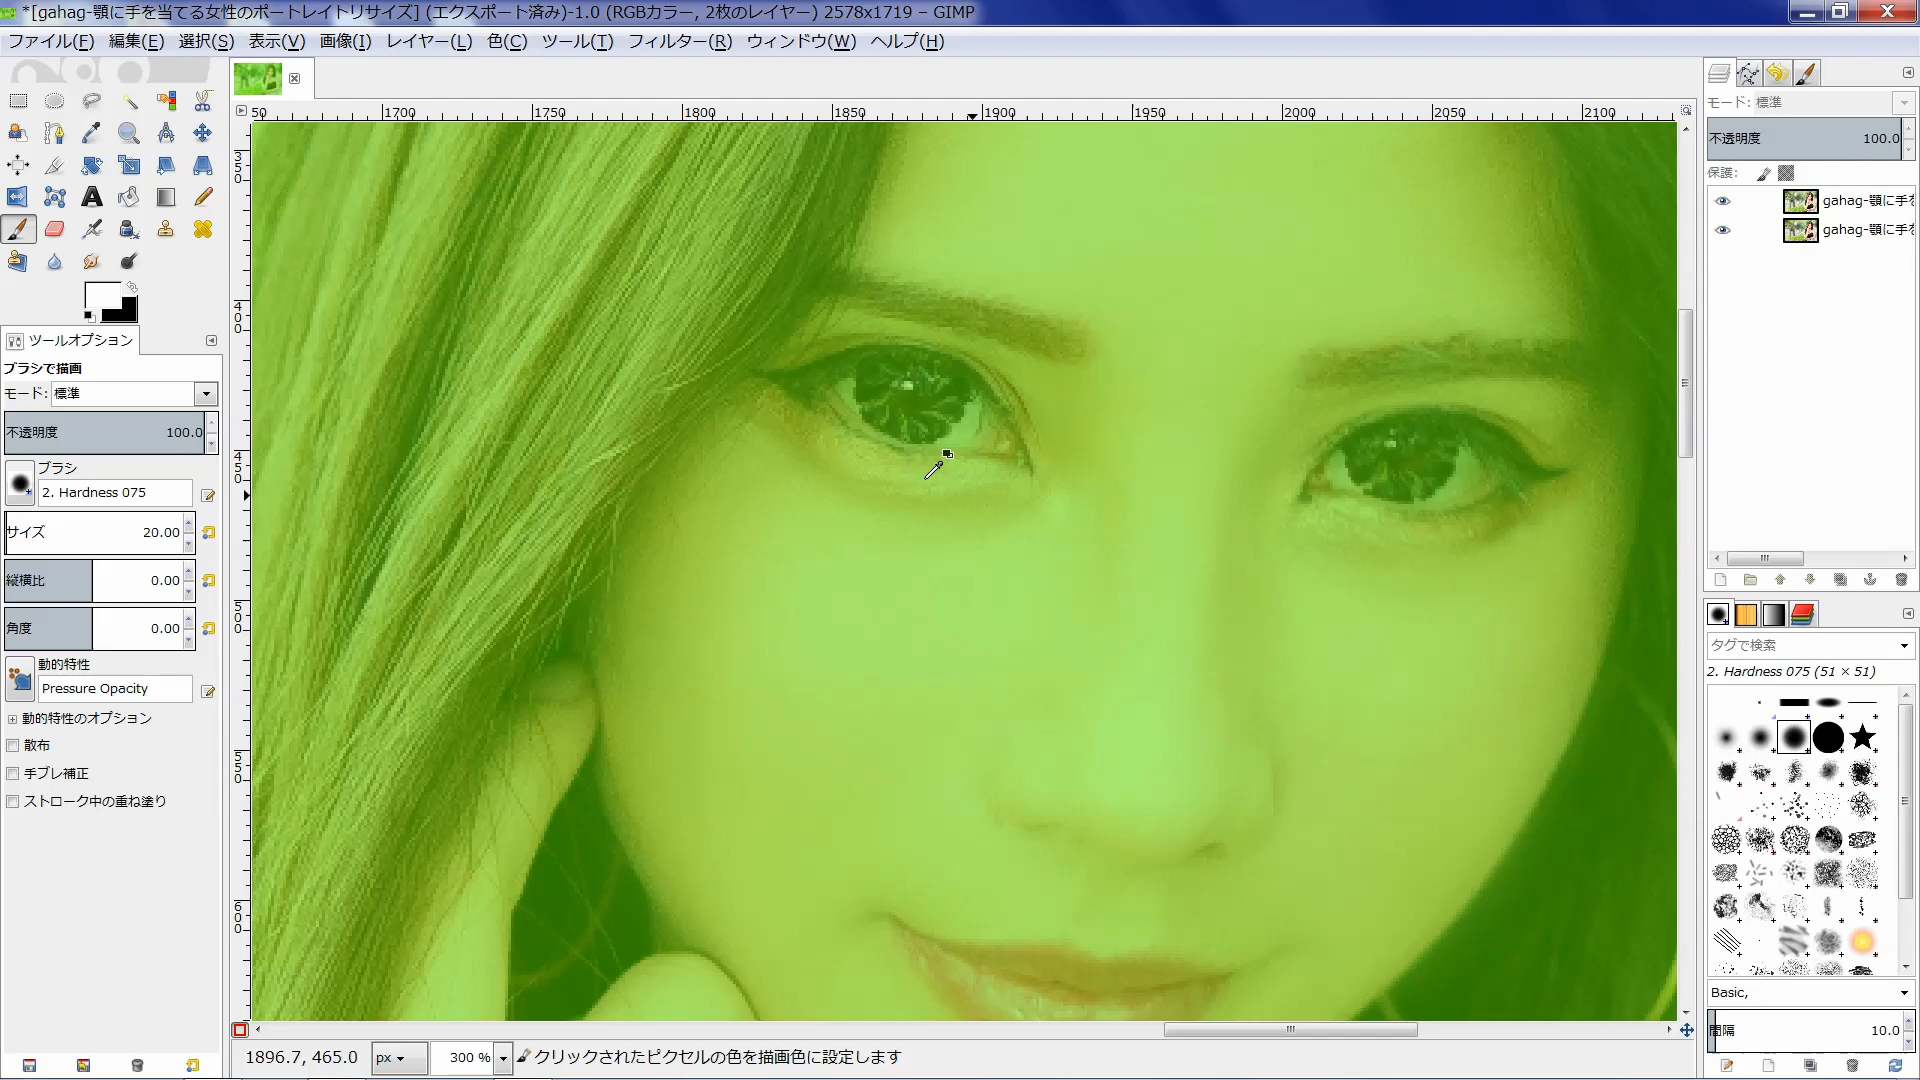 *[gahag-顎に手を当てる女性のポートレイトリサイズ] (エクスポート済み)-1.0 (RGBカラー, 2枚のレイヤー) 2578x1719 – GIMP
ファイル(F) 編集(E) 選択(S) 表示(V) 画像(I) レイヤー(L) 色(C) ツール(T) フィルター(R) ウィンドウ(W) ヘルプ(H)
50 1700 1750 1800 1850 1900 1950 2000 2050 2100
350
400
450
500
550
600
ツールオプション
ブラシで描画
モード: 標準
不透明度 100.0
ブラシ
2. Hardness 075
サイズ 20.00
縦横比 0.00
角度 0.00
動的特性
Pressure Opacity
動的特性のオプション
散布
手ブレ補正
ストローク中の重ね塗り
1896.7, 465.0 px 300 % クリックされたピクセルの色を描画色に設定します
モード: 標準
不透明度 100.0
保護:
gahag-顎に手を
gahag-顎に手を
タグで検索
2. Hardness 075 (51 × 51)
Basic,
間隔 10.0